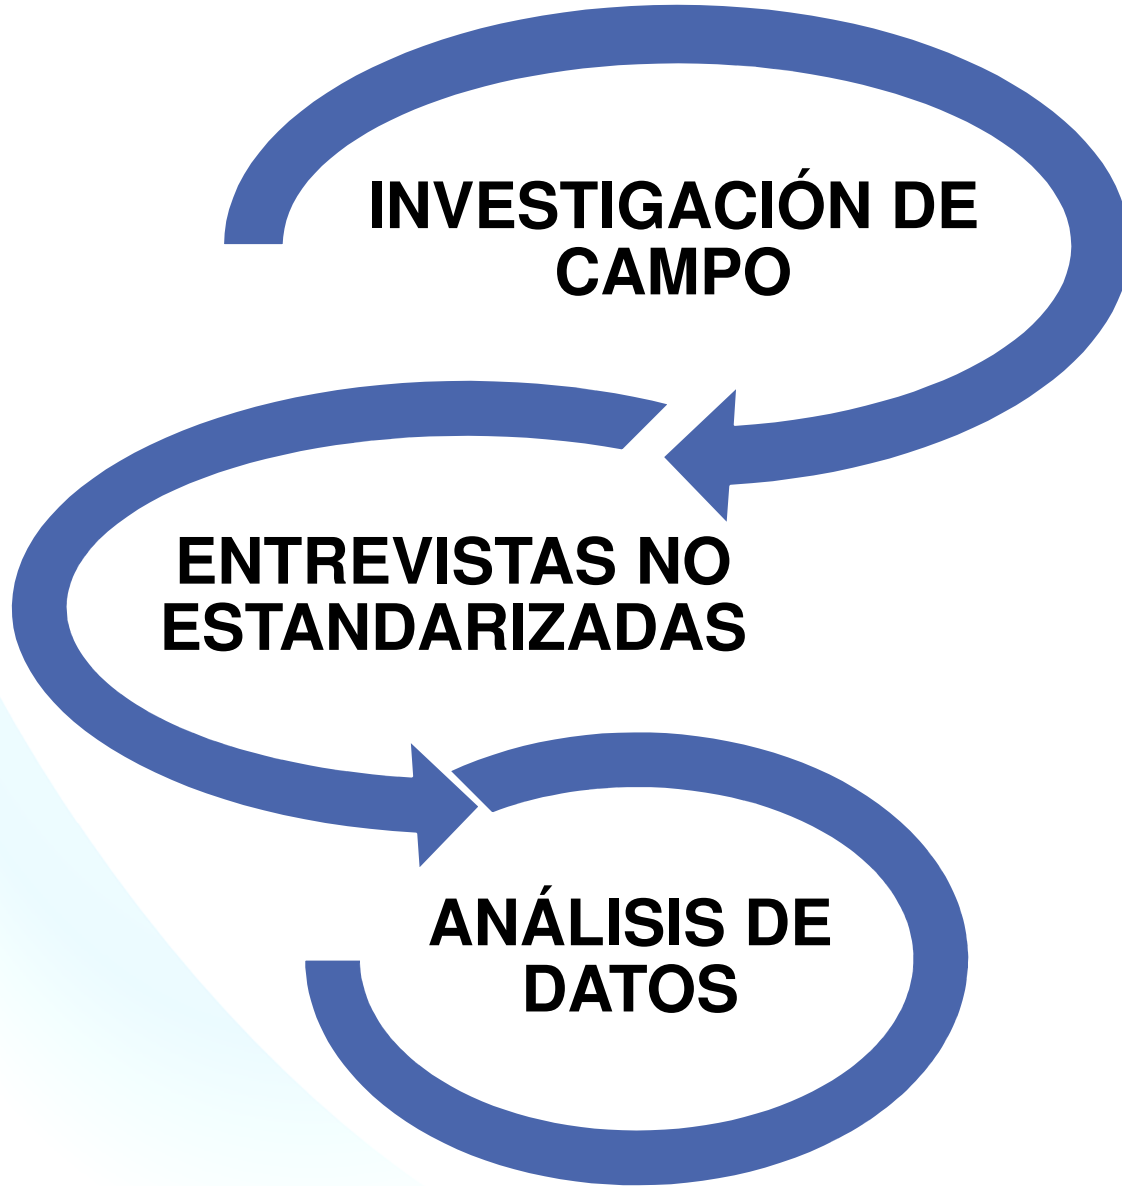 INVESTIGACIÓN DE
CAMPO
ENTREVISTAS NO
ESTANDARIZADAS
ANÁLISIS DE
DATOS